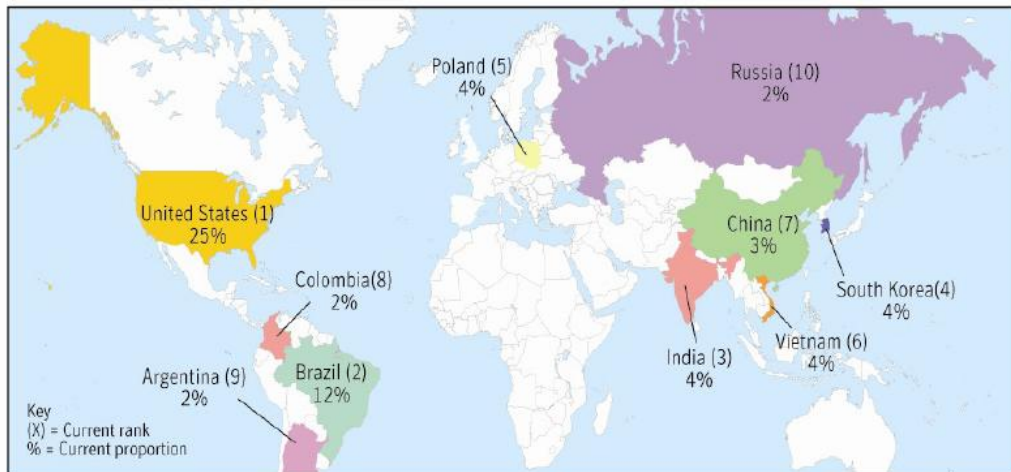 Poland (5)
4%
Russia (10)
2%
United States (1)
25%
China (7)
3%
Colombia(8)
2%
South Korea(4)
4%
Vietnam (6)
4%
India (3)
4%
Brazil (2)
12%
Argentina (9)
2%
Key
(X) = Current rank
% = Current proportion